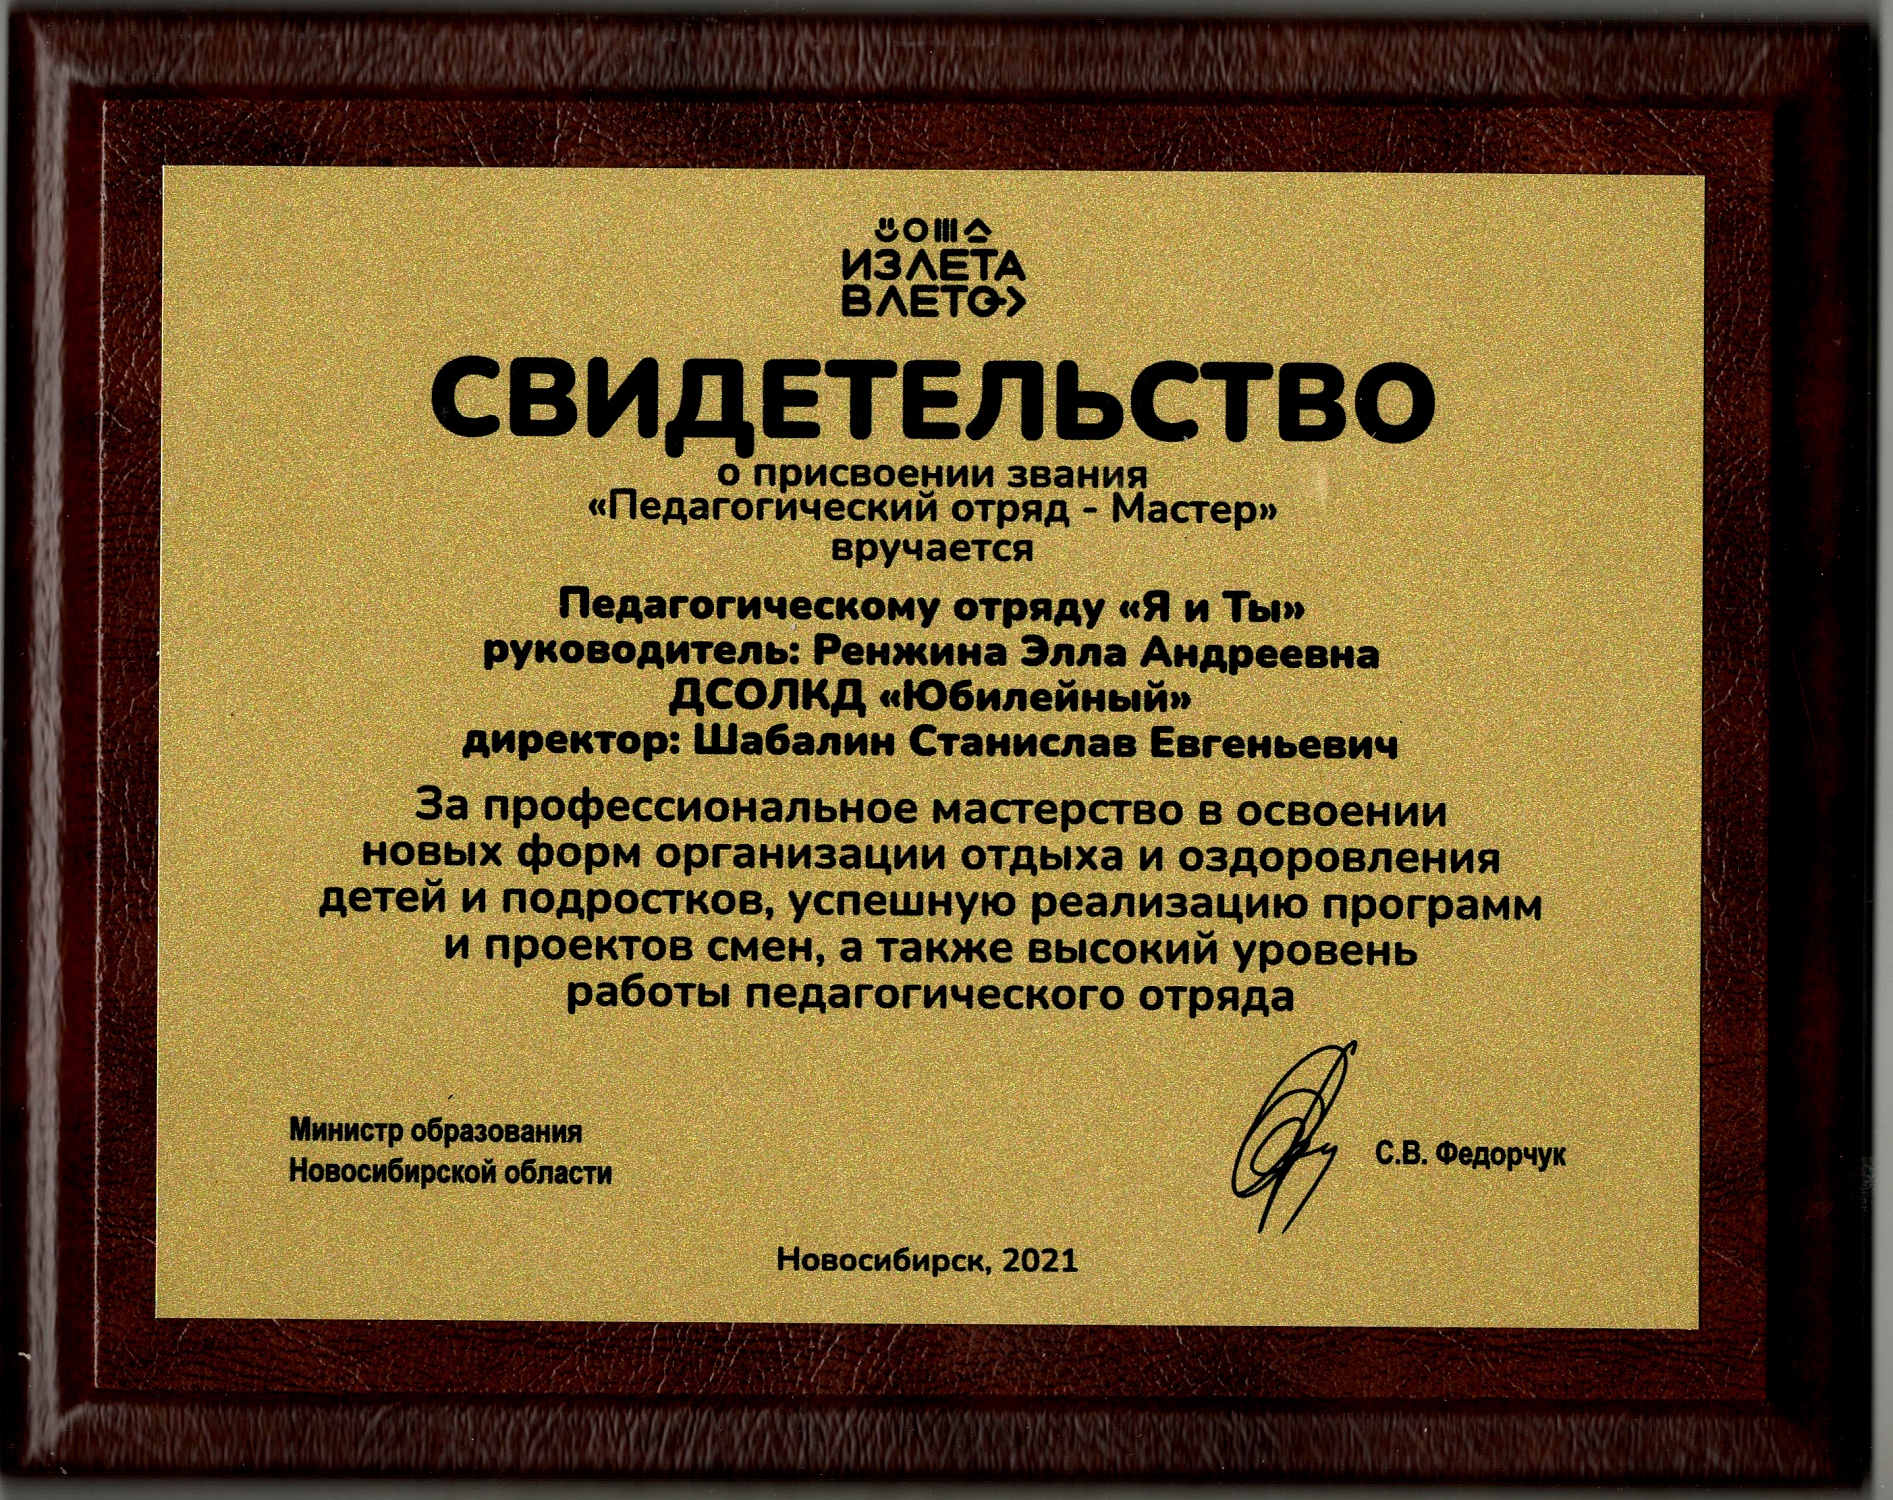 ИЗЛЕТА
ВЛЕТО
СВИДЕТЕЛЬСТВО
о присвоении звания
«Педагогический отряд - Мастер»
вручается
Педагогическому отряду «Я и Ты»
руководитель: Ренжина Элла Андреевна
ДСОЛКД «Юбилейный»
директор: Шабалин Станислав Евгеньевич
За профессиональное мастерство в освоении
новых форм организации отдыха и оздоровления
детей и подростков, успешную реализацию программ
и проектов смен, а также высокий уровень
работы педагогического отряда
Министр образования
Новосибирской области
С.В. Федорчук
Новосибирск, 2021